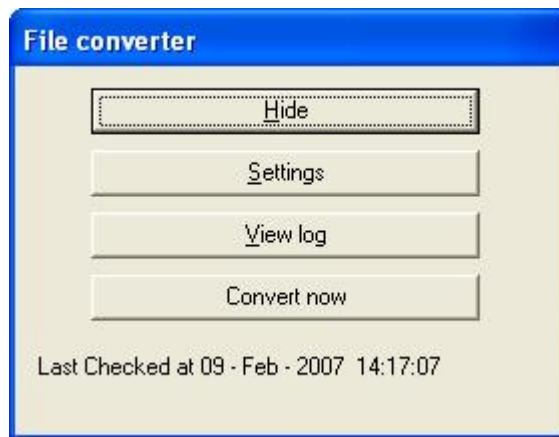 File converter
Hide
Settings
View log
Convert now
Last Checked at 09 - Feb - 2007 14:17:07